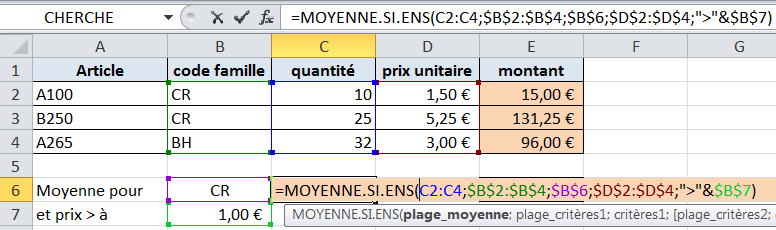 CHERCHE =MOYENNE.SI.ENS(C2:C4;$B$2:$B$4;$B$6;$D$2:$D$4;">"&$B$7)
A B C D E F G
1 Article code famille quantité prix unitaire montant
2 A100 CR 10 1,50 € 15,00 €
3 B250 CR 25 5,25 € 131,25 €
4 A265 BH 32 3,00 € 96,00 €
5
6 Moyenne pour CR =MOYENNE.SI.ENS(C2:C4;$B$2:$B$4;$B$6;$D$2:$D$4;">"&$B$7)
7 et prix > à 1,00 € MOYENNE.SI.ENS(plage_moyenne; plage_critères1; critères1; [plage_critères2;